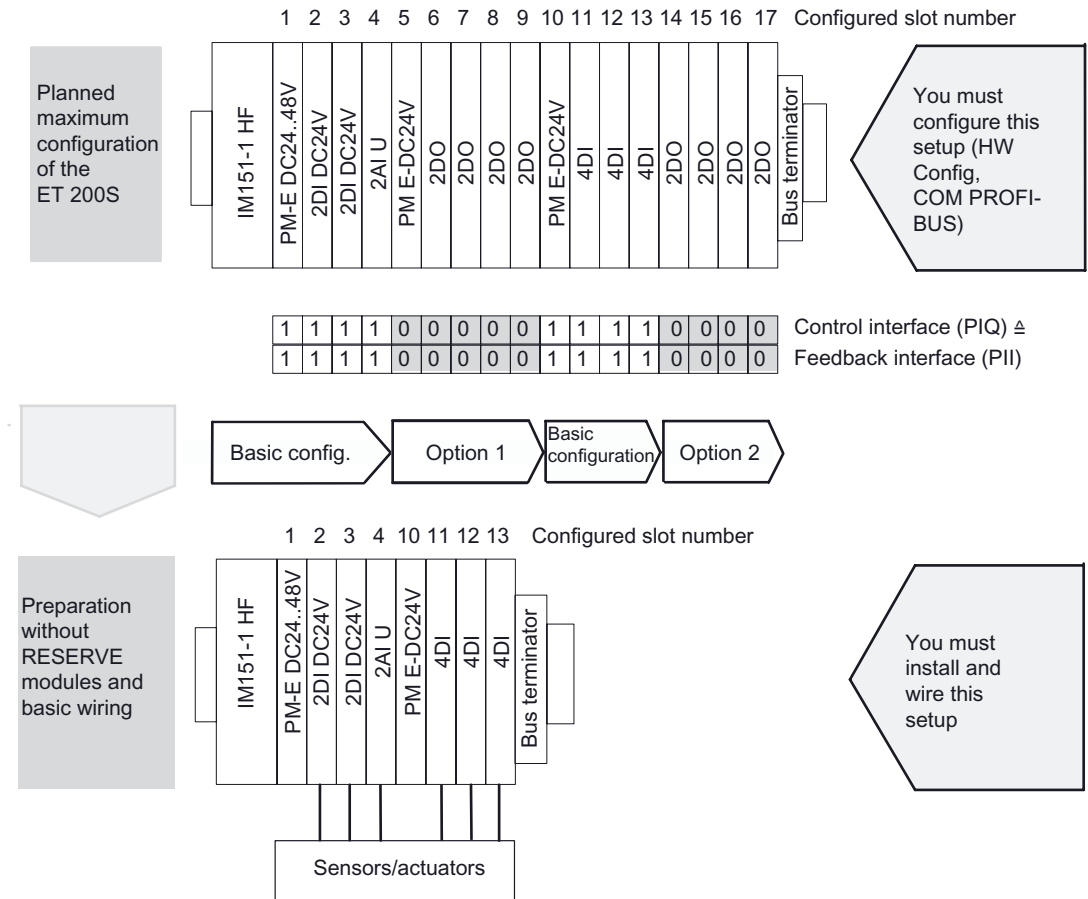 1 2 3 4 5 6 7 8 9 10 11 12 13 14 15 16 17 Configured slot number
Planned
maximum
configuration
of the
ET 200S
IM151-1 HF
PM-E DC24..48V
2DI DC24V
2DI DC24V
2AI U
PM E-DC24V
2DO
2DO
2DO
2DO
PM E-DC24V
4DI
4DI
4DI
2DO
2DO
2DO
2DO
Bus terminator
You must
configure this
setup (HW
Config,
COM PROFI-
BUS)
1 1 1 1 0 0 0 0 0 1 1 1 1 0 0 0 0 Control interface (PIQ) ≙
1 1 1 1 0 0 0 0 0 1 1 1 1 0 0 0 0 Feedback interface (PII)
Basic config.
Option 1
Basic
configuration
Option 2
1 2 3 4 10 11 12 13 Configured slot number
Preparation
without
RESERVE
modules and
basic wiring
IM151-1 HF
PM-E DC24..48V
2DI DC24V
2DI DC24V
2AI U
PM E-DC24V
4DI
4DI
4DI
Bus terminator
You must
install and
wire this
setup
Sensors/actuators